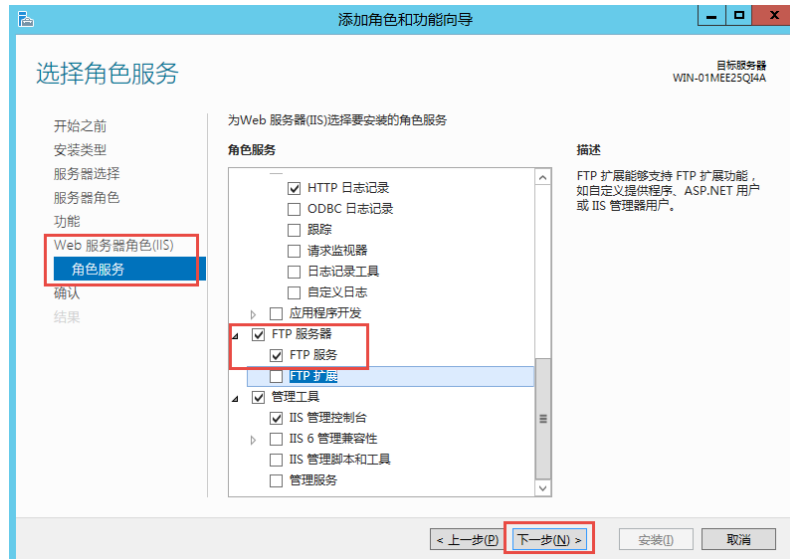 添加角色和功能向导
选择角色服务
目标服务器
WIN-01MEE25QI4A
开始之前
安装类型
服务器选择
服务器角色
功能
Web 服务器角色(IIS)
角色服务
确认
结果
为Web 服务器(IIS)选择要安装的角色服务
角色服务
HTTP 日志记录
ODBC 日志记录
跟踪
请求监视器
日志记录工具
自定义日志
应用程序开发
FTP 服务器
FTP 服务
FTP 扩展
管理工具
IIS 管理控制台
IIS 6 管理兼容性
IIS 管理脚本和工具
管理服务
描述
FTP 扩展能够支持 FTP 扩展功能，
如自定义提供程序、ASP.NET 用户
或 IIS 管理器用户。
< 上一步(P)
下一步(N) >
安装(I)
取消